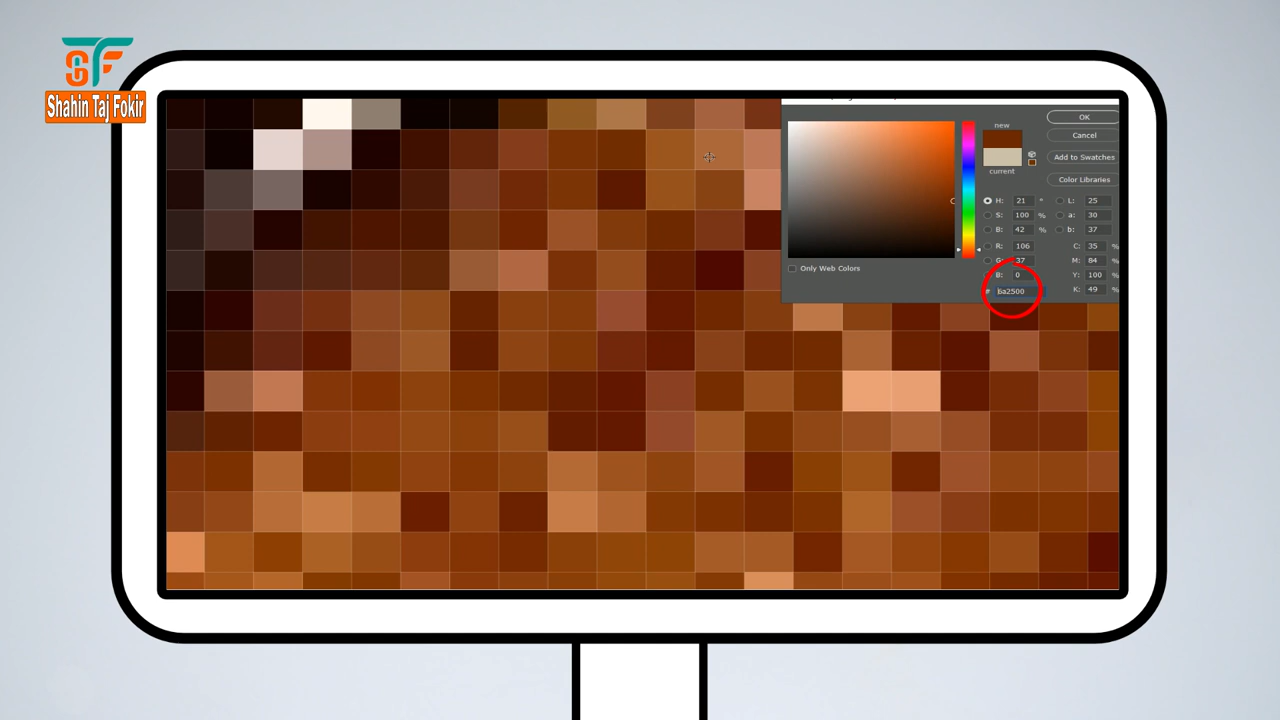 STF
Shahin Taj Fokir
new
current
OK
Cancel
Add to Swatches
Color Libraries
H: 21 °
S: 100 %
B: 42 %
R: 106
G: 37
B: 0
# 6a2500
L: 25
a: 30
b: 37
C: 35 %
M: 84 %
Y: 100 %
K: 49 %
Only Web Colors